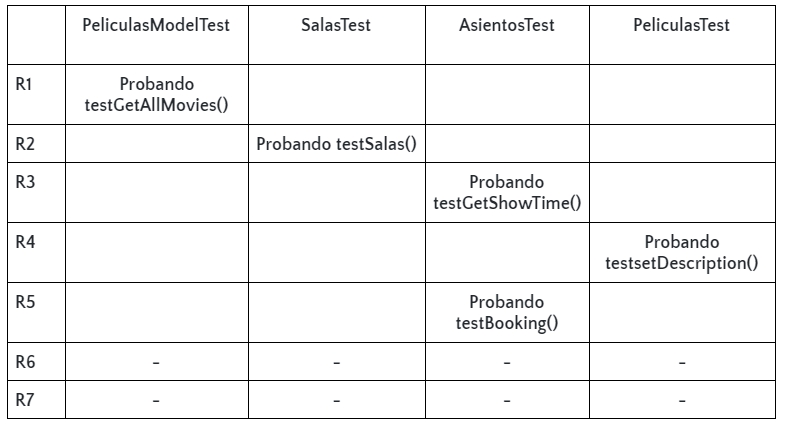 PeliculasModelTest SalasTest AsientosTest PeliculasTest
R1 Probando
testGetAllMovies()
R2 Probando testSalas()
R3 Probando
testGetShowTime()
R4 Probando
testsetDescription()
R5 Probando
testBooking()
R6 - - - -
R7 - - - -